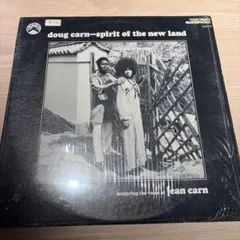 doug carn—spirit of the new land
featuring the voice of jean carn